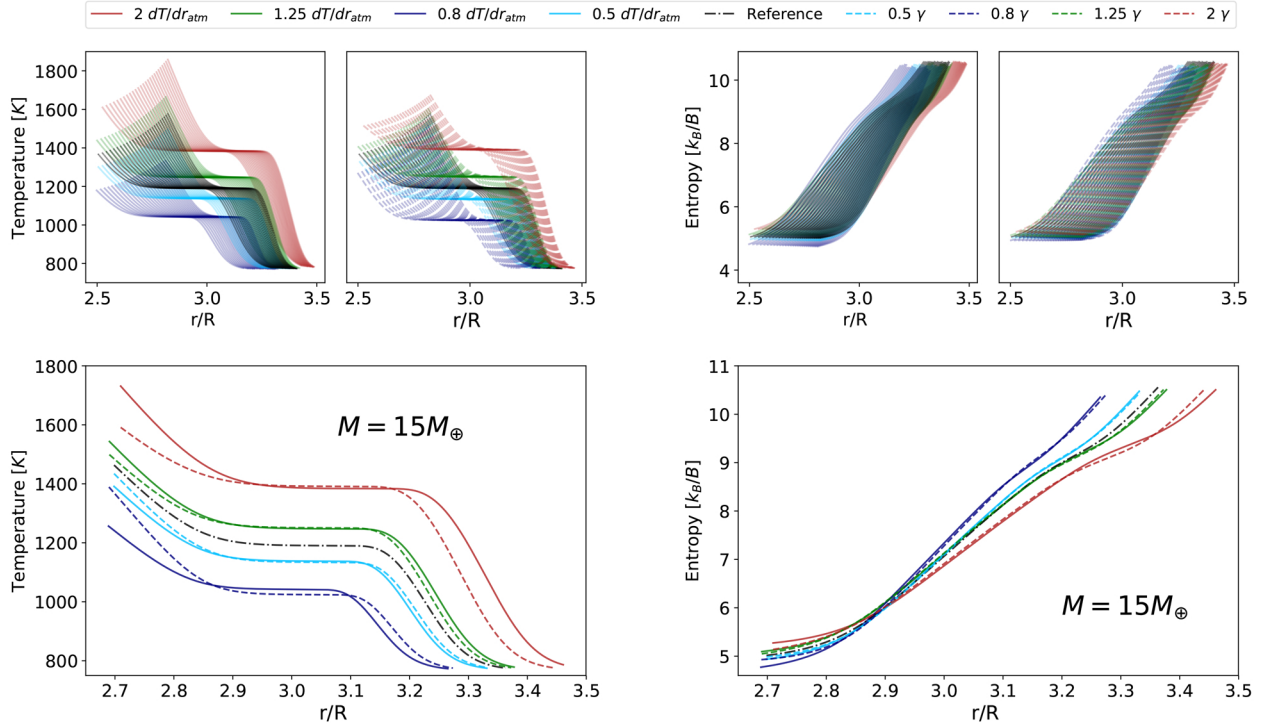 2 dT/dr_atm 1.25 dT/dr_atm 0.8 dT/dr_atm 0.5 dT/dr_atm Reference 0.5 γ 0.8 γ 1.25 γ 2 γ
Temperature [K]
1800
1600
1400
1200
1000
800
2.5 3.0 3.5
r/R
2.5 3.0 3.5
r/R
Entropy [k_B/B]
10
8
6
4
2.5 3.0 3.5
r/R
2.5 3.0 3.5
r/R
Temperature [K]
1800
1600
1400
1200
1000
800
M = 15M⊕
2.7 2.8 2.9 3.0 3.1 3.2 3.3 3.4 3.5
r/R
Entropy [k_B/B]
11
10
9
8
7
6
5
M = 15M⊕
2.7 2.8 2.9 3.0 3.1 3.2 3.3 3.4 3.5
r/R